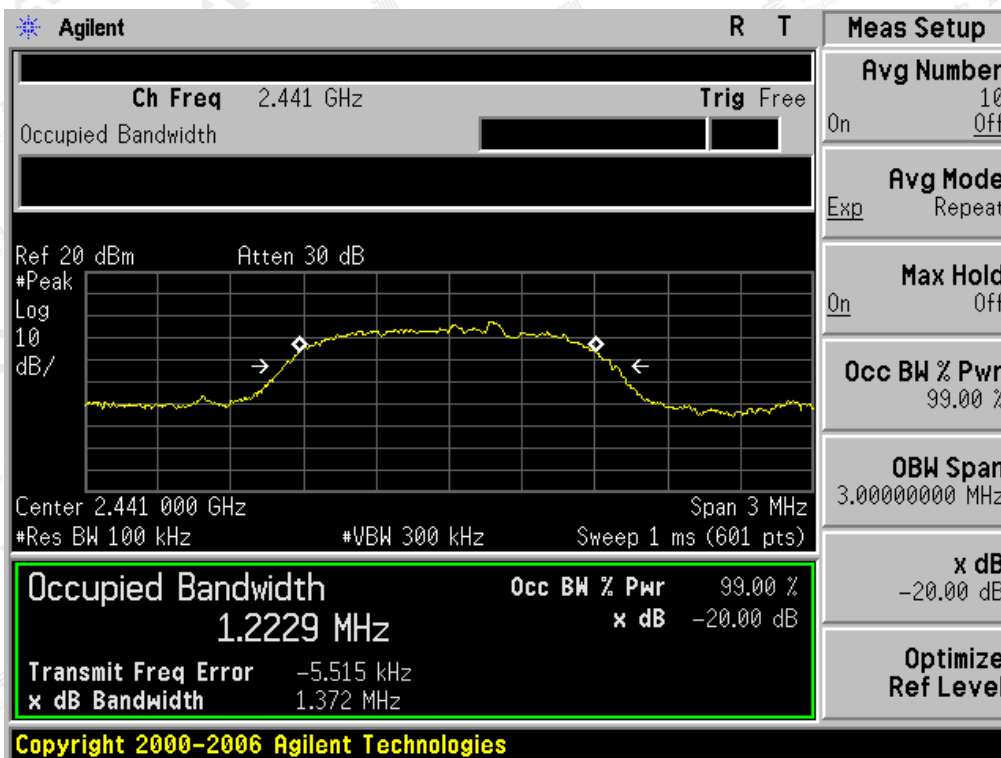 Agilent R T
Ch Freq 2.441 GHz Trig Free
Occupied Bandwidth
Ref 20 dBm Atten 30 dB
#Peak
Log
10
dB/
Center 2.441 000 GHz Span 3 MHz
#Res BW 100 kHz #VBW 300 kHz Sweep 1 ms (601 pts)
Occupied Bandwidth Occ BW % Pwr 99.00 %
1.2229 MHz x dB -20.00 dB
Transmit Freq Error -5.515 kHz
x dB Bandwidth 1.372 MHz
Copyright 2000-2006 Agilent Technologies
Meas Setup
Avg Number
10
On Off
Avg Mode
Exp Repeat
Max Hold
On Off
Occ BW % Pwr
99.00 %
OBW Span
3.00000000 MHz
x dB
-20.00 dB
Optimize
Ref Level